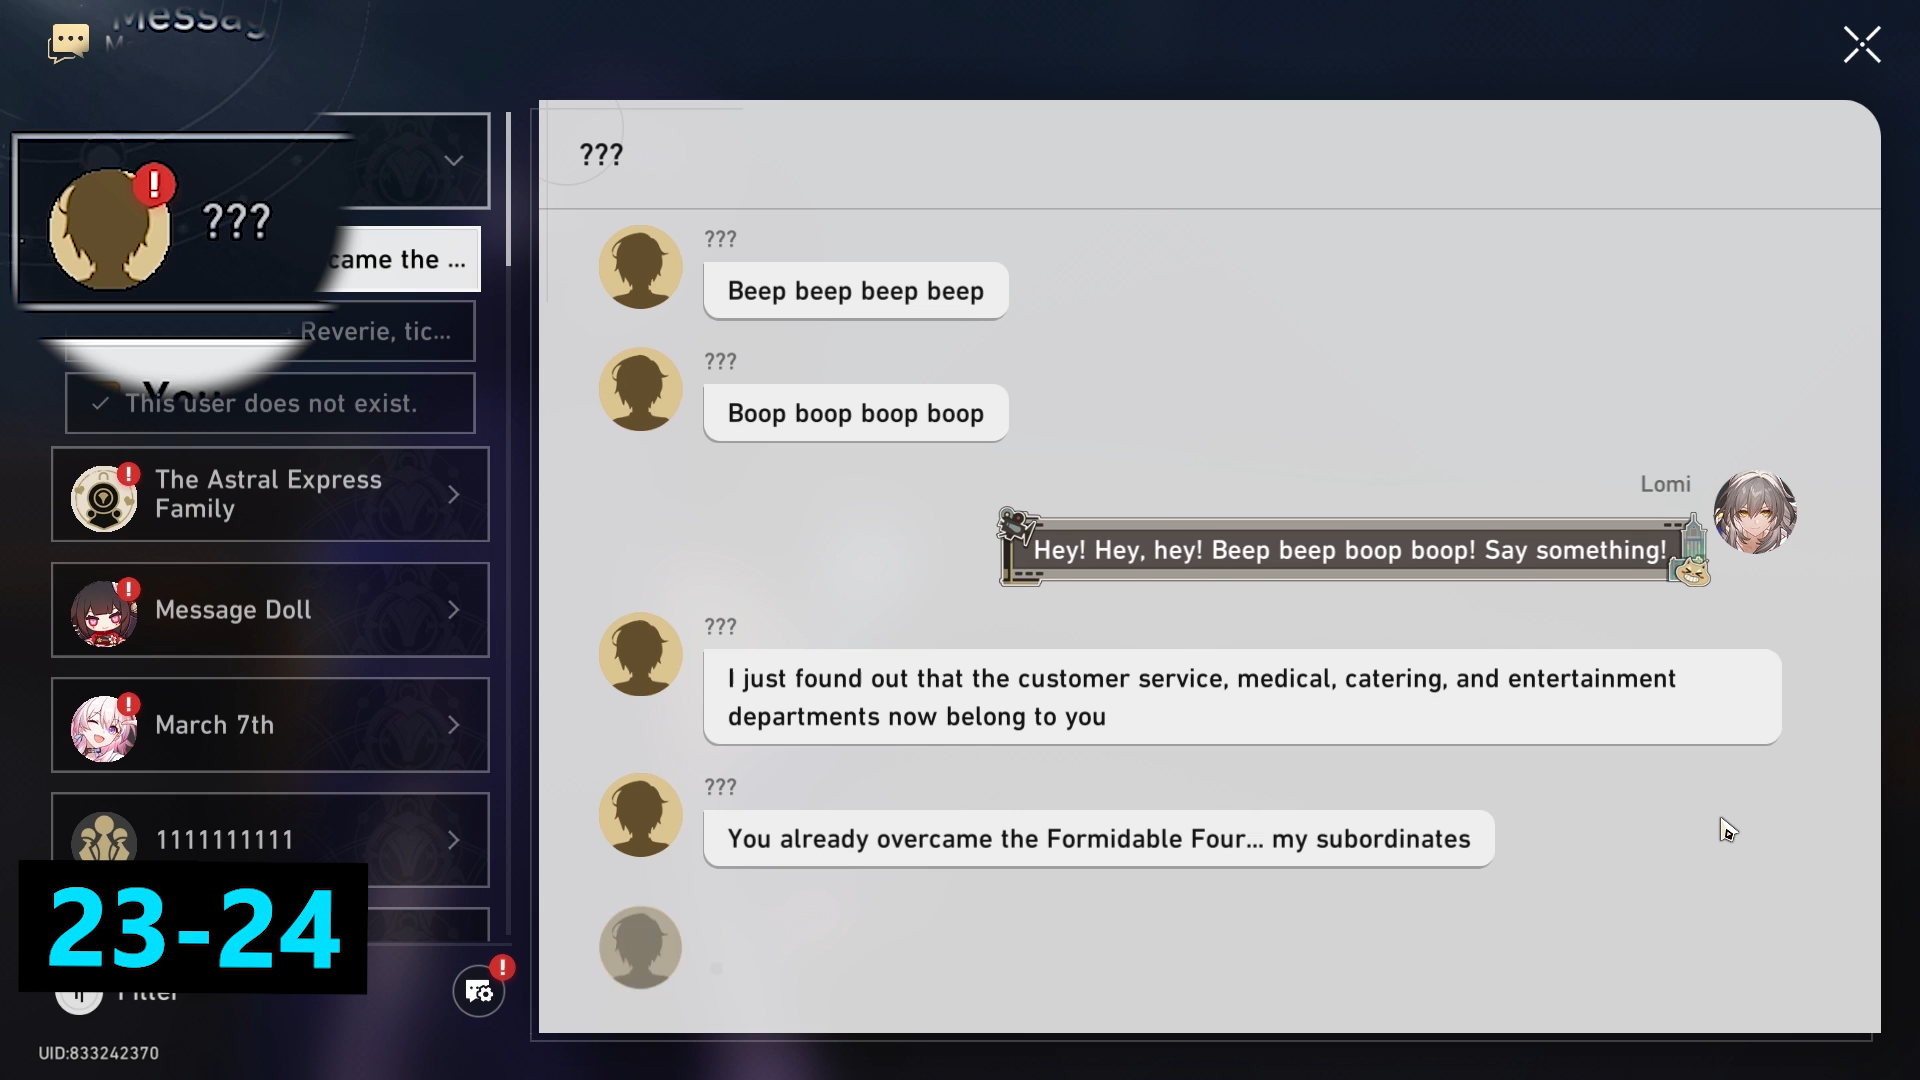 Messag
???
came the ...
Reverie, tic...
You
This user does not exist.
The Astral Express
Family
Message Doll
March 7th
1111111111
23-24
Filter
UID:833242370
???
???
Beep beep beep beep
???
Boop boop boop boop
Lomi
Hey! Hey, hey! Beep beep boop boop! Say something!
???
I just found out that the customer service, medical, catering, and entertainment
departments now belong to you
???
You already overcame the Formidable Four... my subordinates